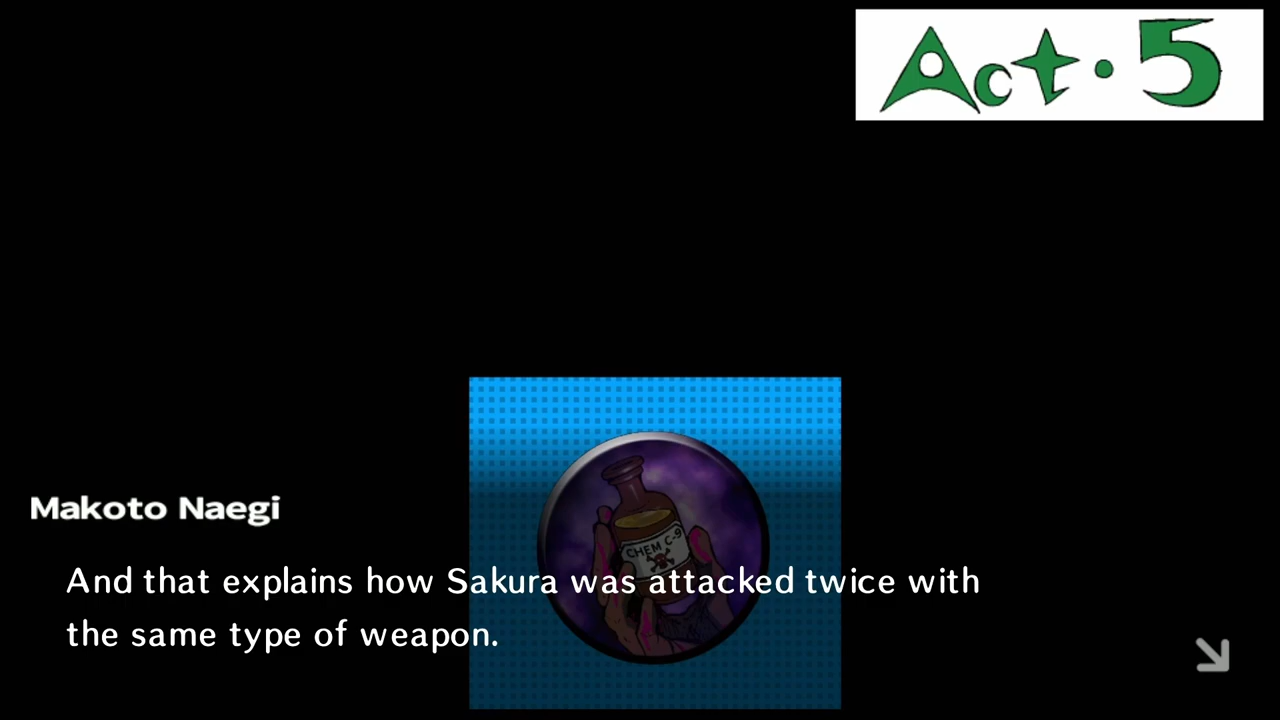 Act·5
CHEM C-9
Makoto Naegi
And that explains how Sakura was attacked twice with
the same type of weapon.